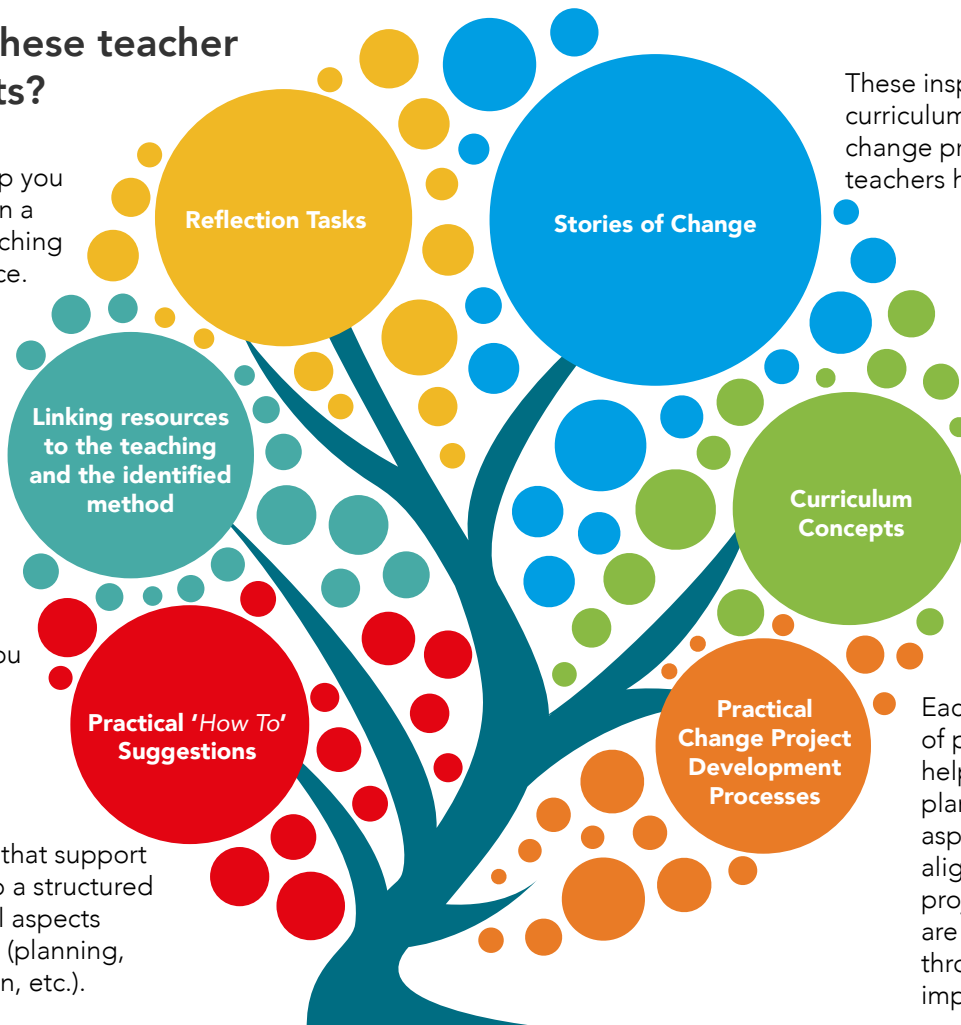 hese teacher
ts?
p you
n a
ching
ce.
These insp
curriculum
change pr
teachers h
Reflection Tasks
Stories of Change
Linking resources
to the teaching
and the identified
method
Curriculum
Concepts
ou
Practical 'How To'
Suggestions
Practical
Change Project
Development
Processes
that support
o a structured
l aspects
(planning,
n, etc.).
Eac
of p
help
plan
asp
alig
proj
are
thro
imp